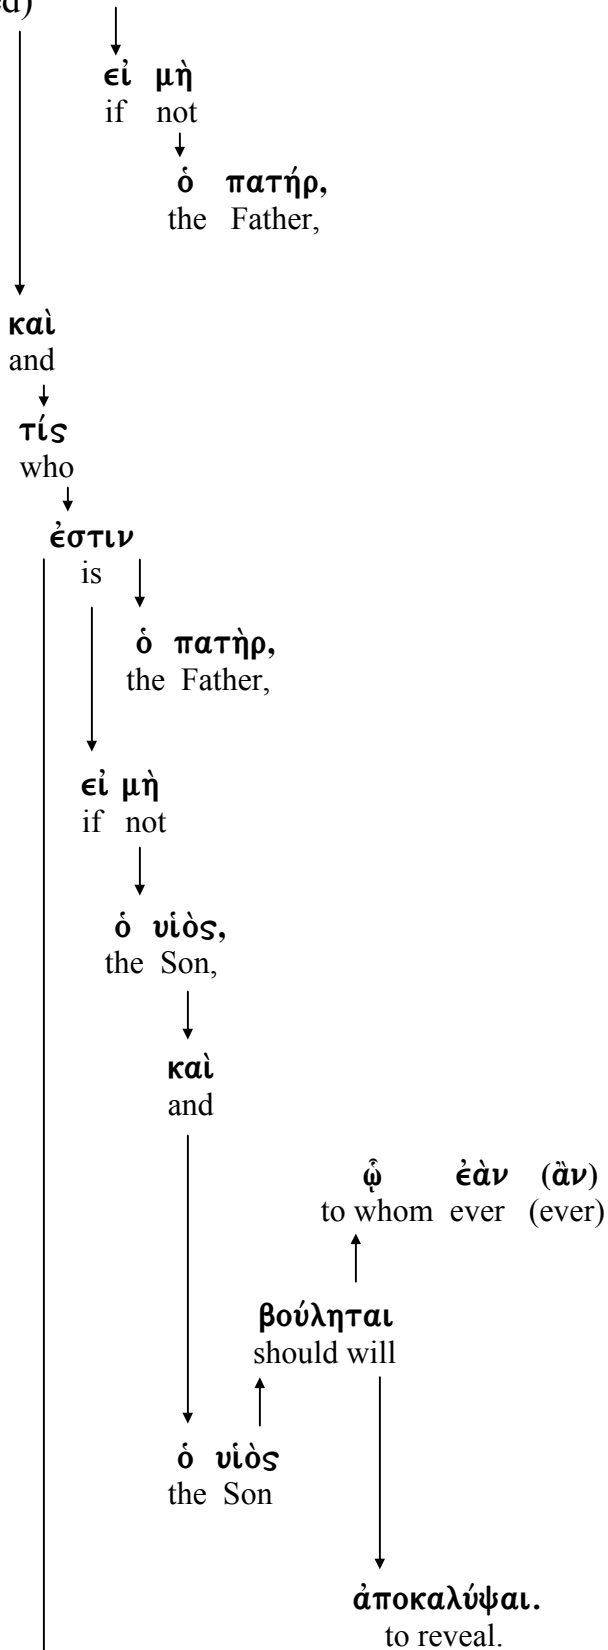 ed)
εἰ μὴ
if not
ὁ πατήρ,
the Father,
καὶ
and
τίς
who
ἐστιν
is
ὁ πατὴρ,
the Father,
εἰ μὴ
if not
ὁ υἱὸς,
the Son,
καὶ
and
ᾧ ἐὰν (ἂν)
to whom ever (ever)
βούληται
should will
ὁ υἱὸς
the Son
ἀποκαλύψαι.
to reveal.